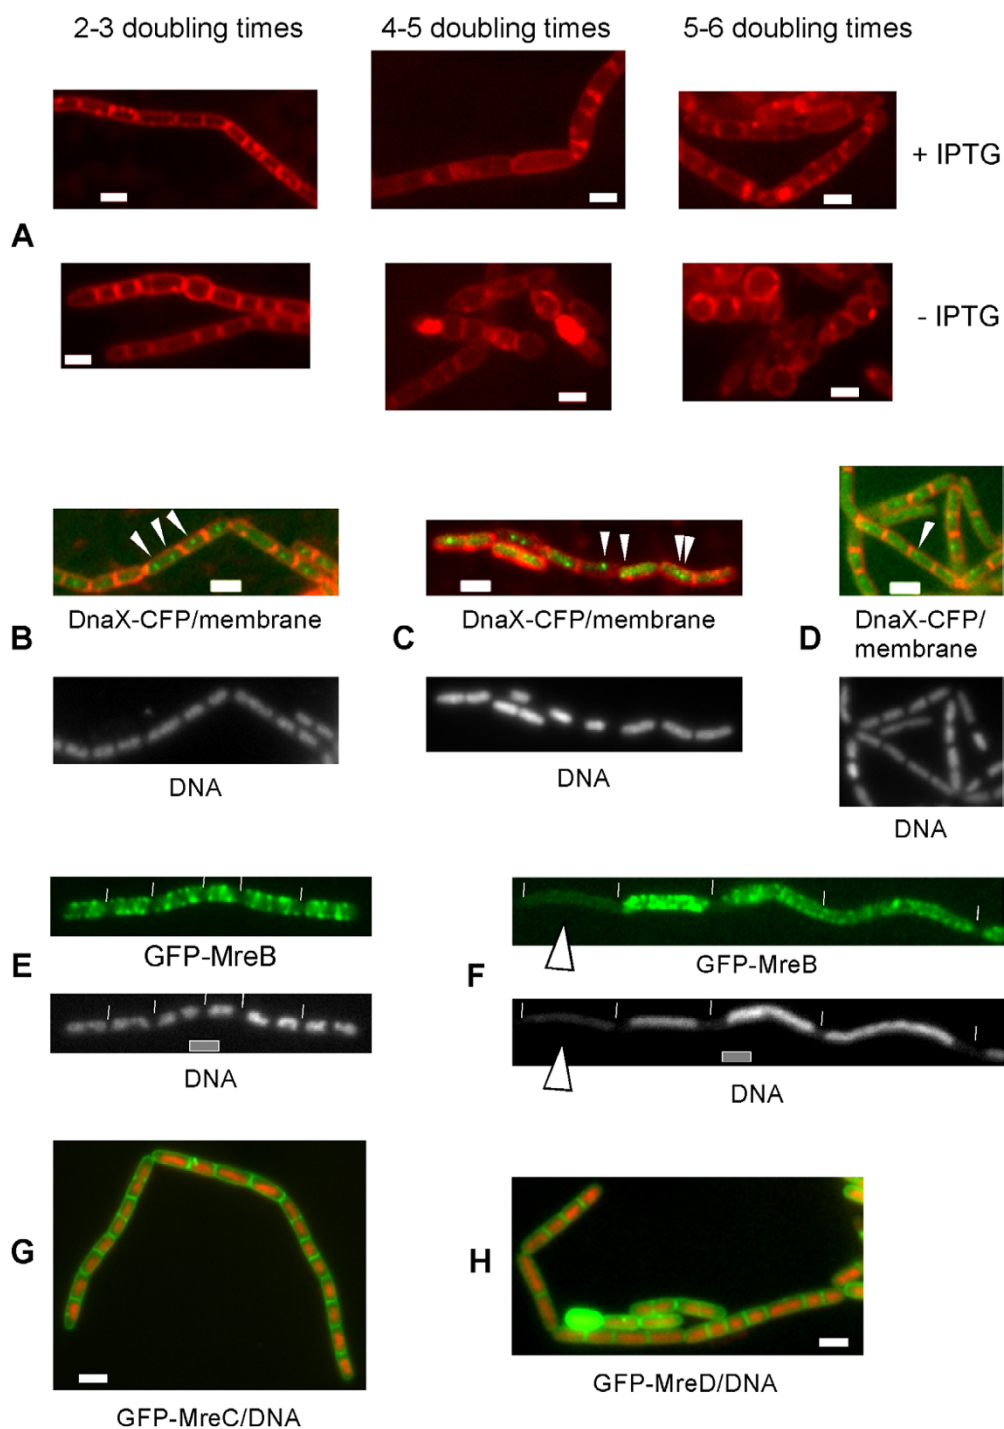 2-3 doubling times
4-5 doubling times
5-6 doubling times
+ IPTG
A
- IPTG
DnaX-CFP/membrane
B
DNA
DnaX-CFP/membrane
C
DNA
DnaX-CFP/
membrane
D
DNA
GFP-MreB
E
DNA
GFP-MreB
F
DNA
G
GFP-MreC/DNA
H
GFP-MreD/DNA